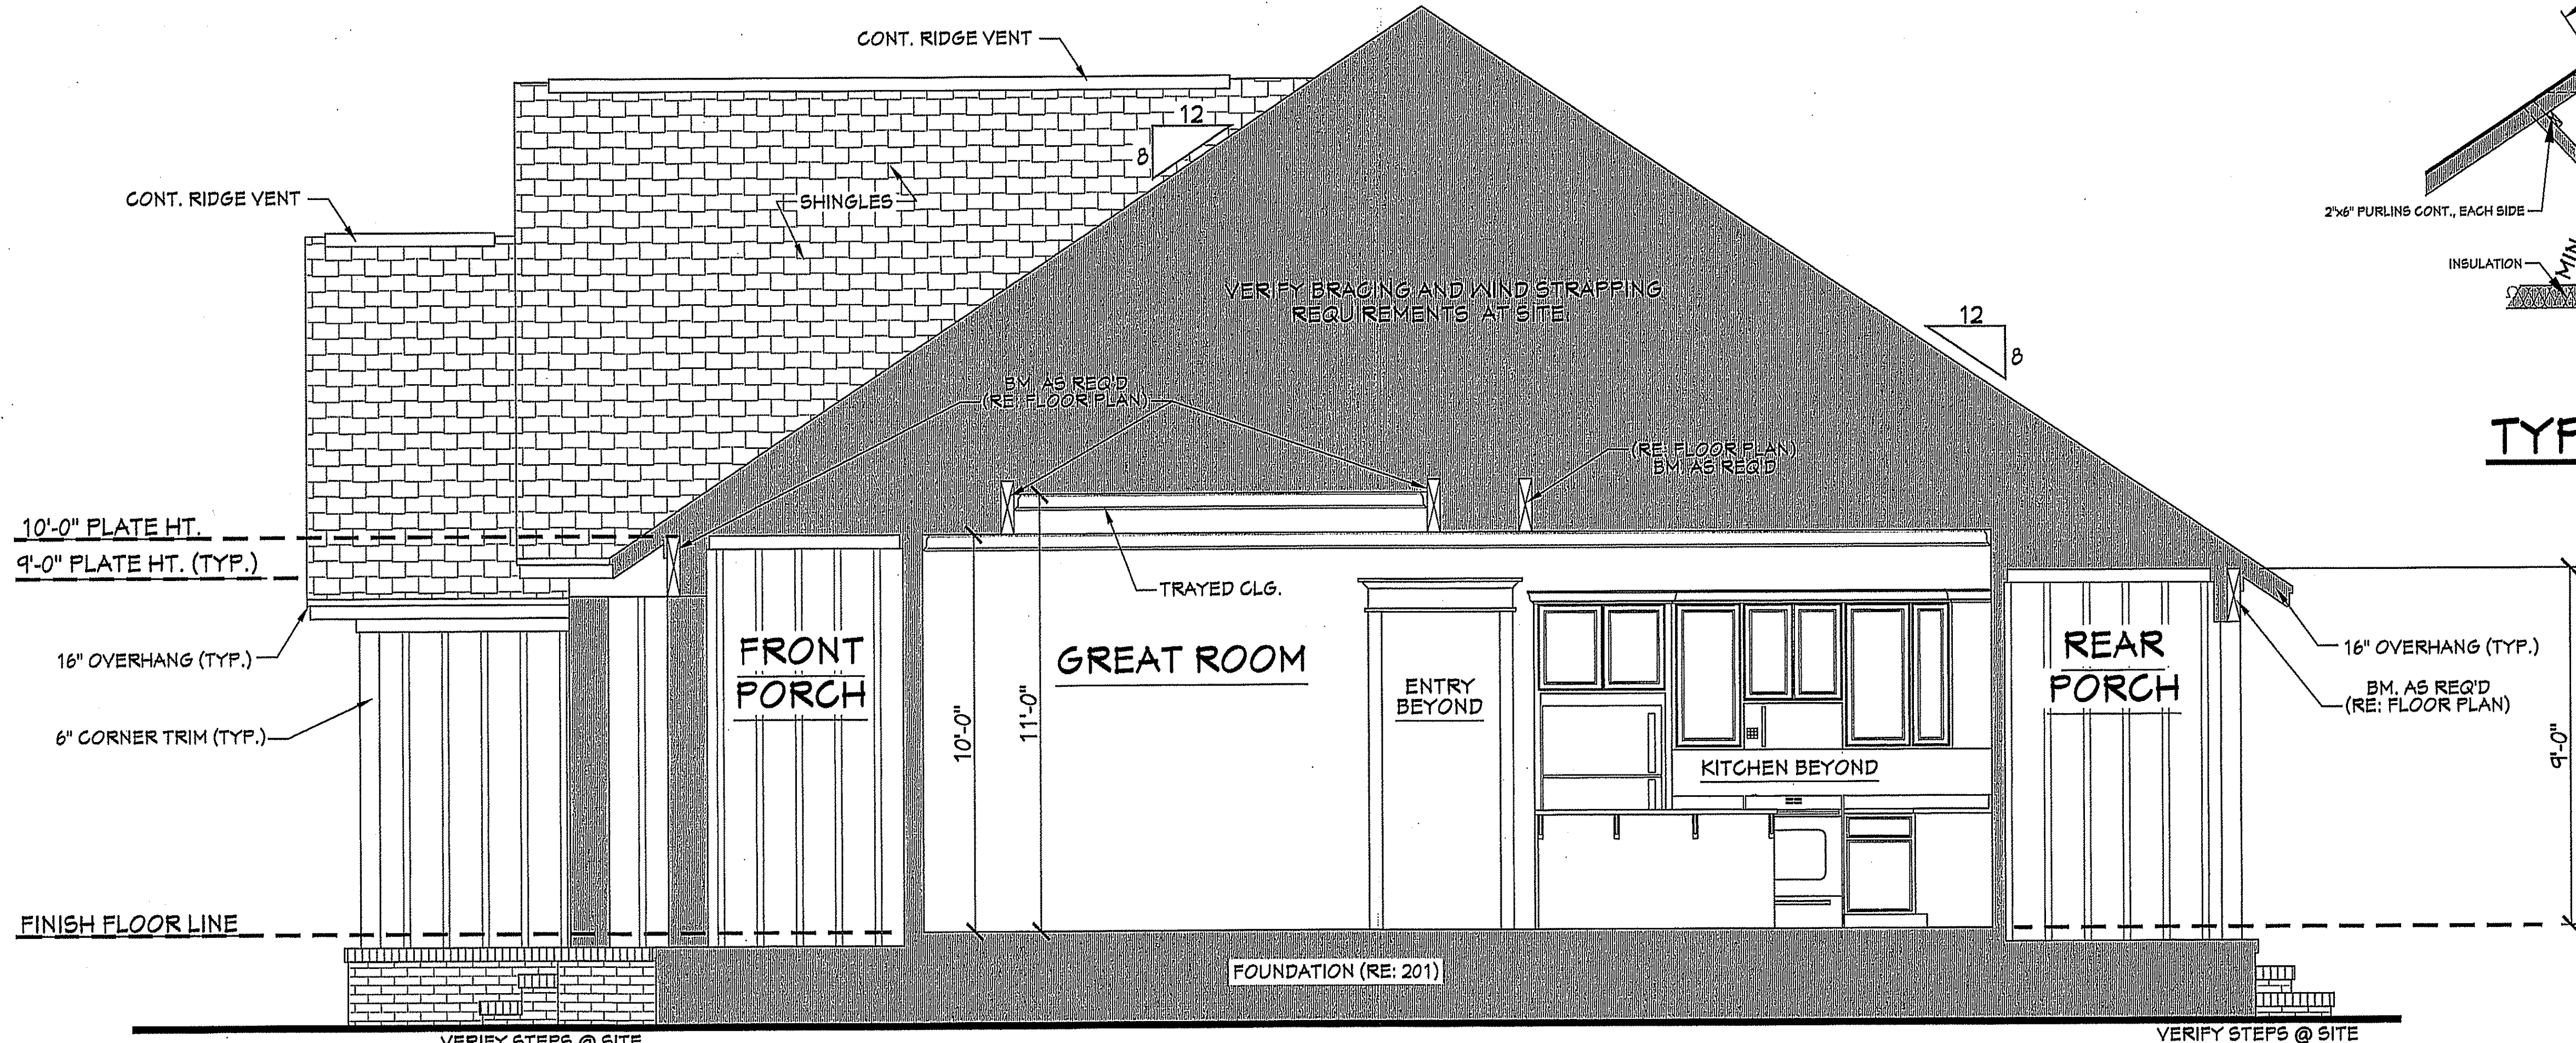 CONT. RIDGE VENT
12
8
CONT. RIDGE VENT
SHINGLES
2"x6" PURLINS CONT., EACH SIDE
MIN
INSULATION
VERIFY BRACING AND WIND STRAPPING
REQUIREMENTS AT SITE.
12
8
BM. AS REQ'D
(RE: FLOOR PLAN)
(RE: FLOOR PLAN)
BM. AS REQ'D
TYP
10'-0" PLATE HT.
9'-0" PLATE HT. (TYP.)
TRAYED CLG.
FRONT
PORCH
GREAT ROOM
ENTRY
BEYOND
REAR
PORCH
16" OVERHANG (TYP.)
16" OVERHANG (TYP.)
BM. AS REQ'D
(RE: FLOOR PLAN)
6" CORNER TRIM (TYP.)
10'-0"
11'-0"
9'-0"
KITCHEN BEYOND
FINISH FLOOR LINE
FOUNDATION (RE: 201)
VERIFY STEPS @ SITE
VERIFY STEPS @ SITE